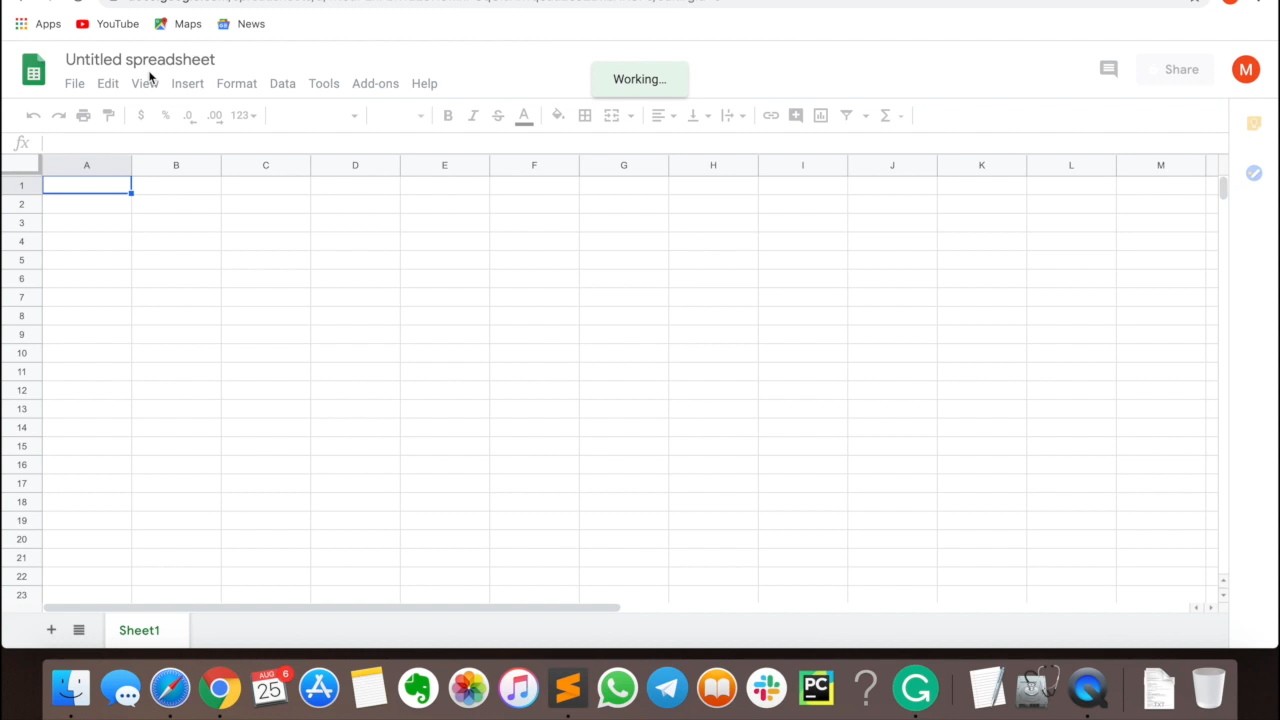 Apps YouTube Maps News
Untitled spreadsheet
File Edit View Insert Format Data Tools Add-ons Help
Working...
Share
M
$ % .0 .00 123
fx
A B C D E F G H I J K L M
1
2
3
4
5
6
7
8
9
10
11
12
13
14
15
16
17
18
19
20
21
22
23
Sheet1
AUG 6
25
PC
.TXT